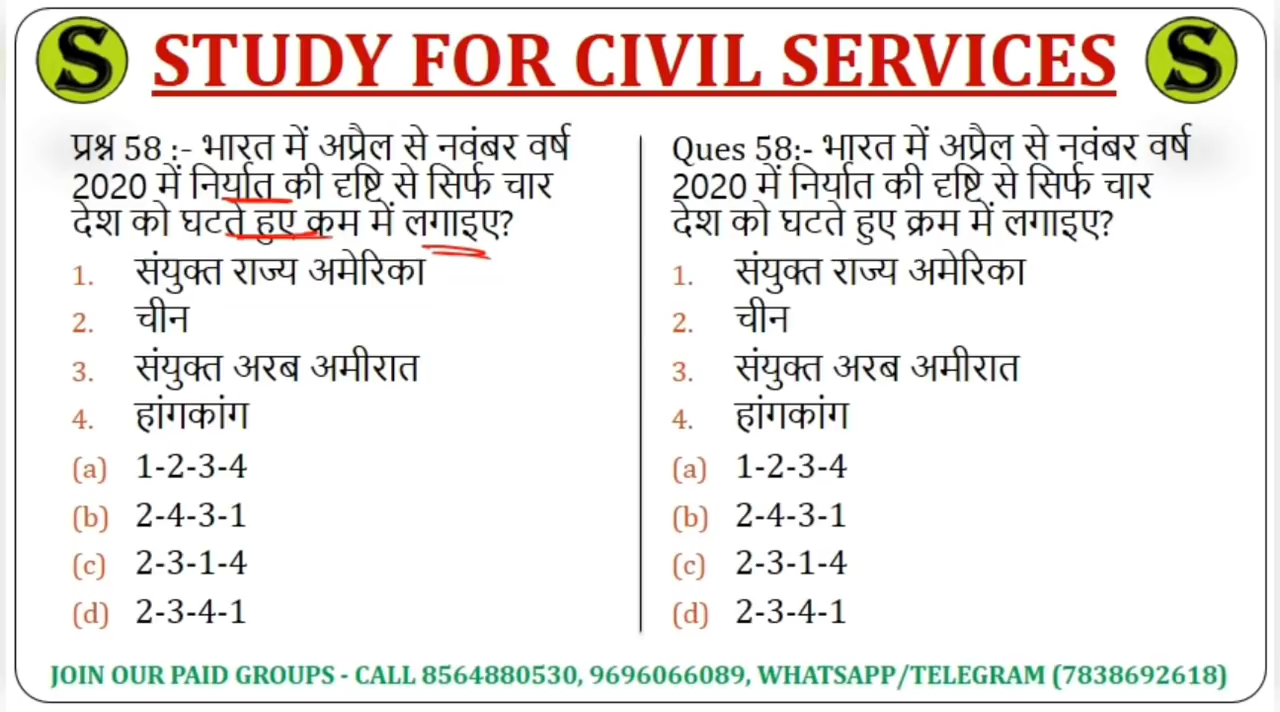 S STUDY FOR CIVIL SERVICES S
प्रश्न 58 :- भारत में अप्रैल से नवंबर वर्ष
2020 में निर्यात की दृष्टि से सिर्फ चार
देश को घटते हुए क्रम में लगाइए?
1. संयुक्त राज्य अमेरिका
2. चीन
3. संयुक्त अरब अमीरात
4. हांगकांग
(a) 1-2-3-4
(b) 2-4-3-1
(c) 2-3-1-4
(d) 2-3-4-1
Ques 58:- भारत में अप्रैल से नवंबर वर्ष
2020 में निर्यात की दृष्टि से सिर्फ चार
देश को घटते हुए क्रम में लगाइए?
1. संयुक्त राज्य अमेरिका
2. चीन
3. संयुक्त अरब अमीरात
4. हांगकांग
(a) 1-2-3-4
(b) 2-4-3-1
(c) 2-3-1-4
(d) 2-3-4-1
JOIN OUR PAID GROUPS - CALL 8564880530, 9696066089, WHATSAPP/TELEGRAM (7838692618)